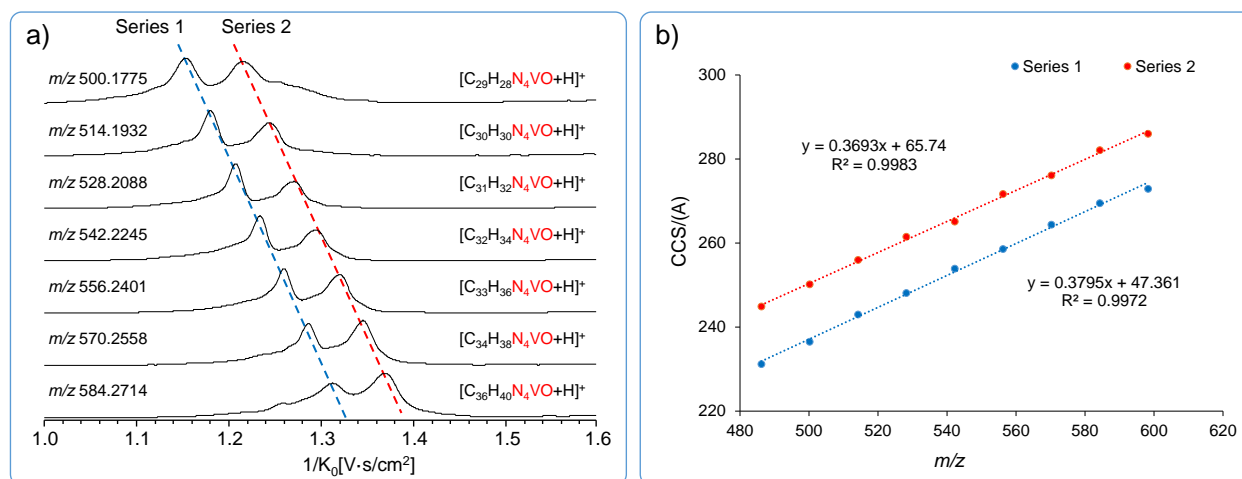 a)
Series 1 Series 2
m/z 500.1775 [C₂₉H₂₈N₄VO+H]⁺
m/z 514.1932 [C₃₀H₃₀N₄VO+H]⁺
m/z 528.2088 [C₃₁H₃₂N₄VO+H]⁺
m/z 542.2245 [C₃₂H₃₄N₄VO+H]⁺
m/z 556.2401 [C₃₃H₃₆N₄VO+H]⁺
m/z 570.2558 [C₃₄H₃₈N₄VO+H]⁺
m/z 584.2714 [C₃₆H₄₀N₄VO+H]⁺
1.0 1.1 1.2 1.3 1.4 1.5 1.6
1/K₀[V·s/cm²]
b)
Series 1 Series 2
300
280
260
240
220
CCS/(A)
y = 0.3693x + 65.74
R² = 0.9983
y = 0.3795x + 47.361
R² = 0.9972
480 500 520 540 560 580 600 620
m/z